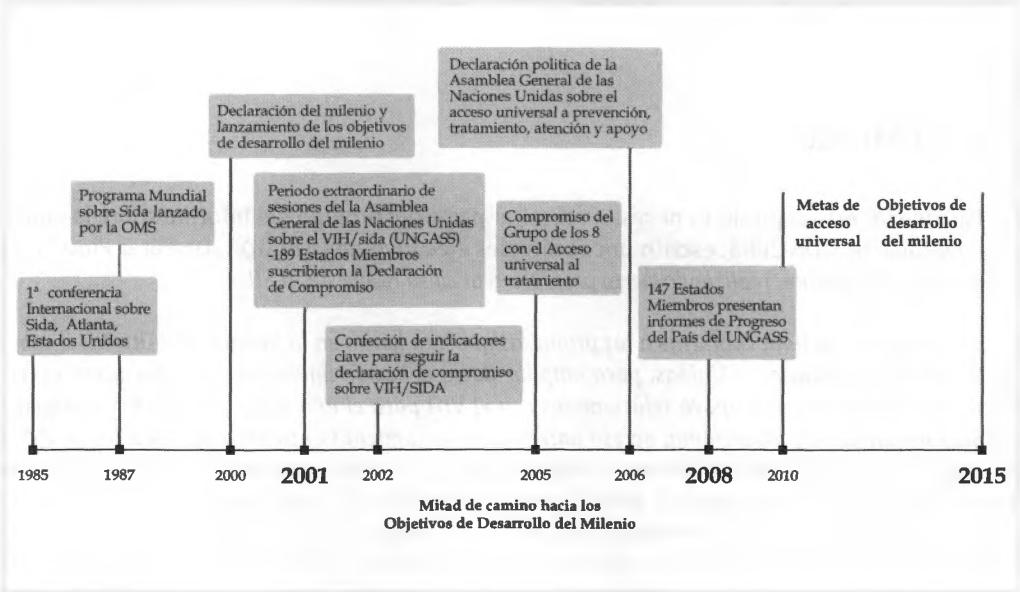 1ª conferencia
Internacional sobre
Sida, Atlanta,
Estados Unidos
Programa Mundial
sobre Sida lanzado
por la OMS
Declaración del milenio y
lanzamiento de los objetivos
de desarrollo del milenio
Periodo extraordinario de
sesiones del la Asamblea
General de las Naciones Unidas
sobre el VIH/sida (UNGASS)
-189 Estados Miembros
suscribieron la Declaración
de Compromiso
Confección de indicadores
clave para seguir la
declaración de compromiso
sobre VIH/SIDA
Compromiso del
Grupo de los 8
con el Acceso
universal al
tratamiento
Declaración politica de la
Asamblea General de las
Naciones Unidas sobre el
acceso universal a prevención,
tratamiento, atención y apoyo
147 Estados
Miembros presentan
informes de Progreso
del País del UNGASS
Metas de
acceso
universal
Objetivos de
desarrollo
del milenio
1985 1987 2000 2001 2002 2005 2006 2008 2010 2015
Mitad de camino hacia los
Objetivos de Desarrollo del Milenio